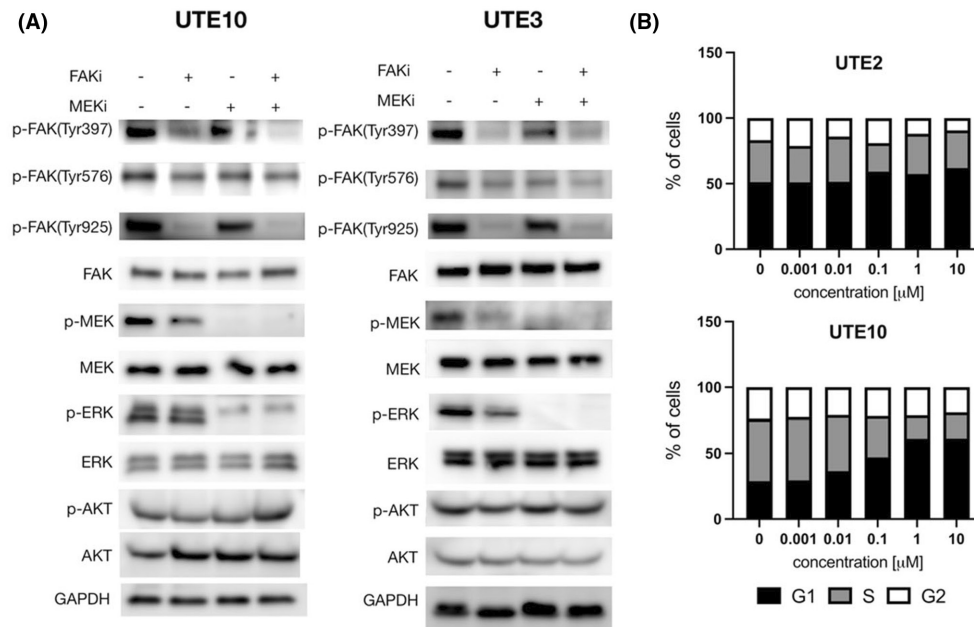 (A)
UTE10
FAKi - + - +
MEKi - - + +
p-FAK(Tyr397)
p-FAK(Tyr576)
p-FAK(Tyr925)
FAK
p-MEK
MEK
p-ERK
ERK
p-AKT
AKT
GAPDH
UTE3
FAKi - + - +
MEKi - - + +
p-FAK(Tyr397)
p-FAK(Tyr576)
p-FAK(Tyr925)
FAK
p-MEK
MEK
p-ERK
ERK
p-AKT
AKT
GAPDH
(B)
UTE2
% of cells
150
100
50
0
0 0.001 0.01 0.1 1 10
concentration [μM]
UTE10
% of cells
150
100
50
0
0 0.001 0.01 0.1 1 10
concentration [μM]
G1 S G2